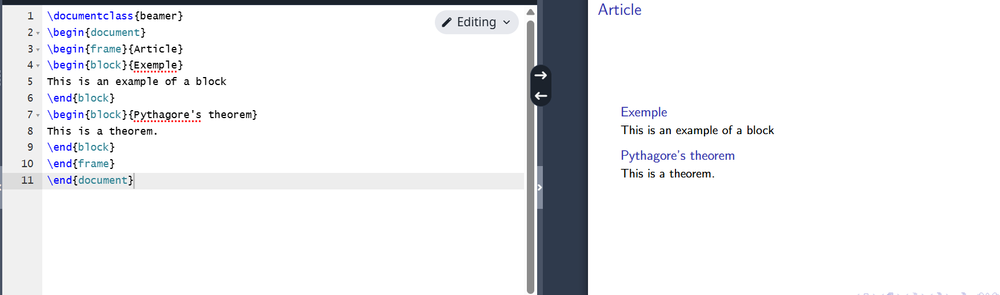 1 \documentclass{beamer}
2 \begin{document}
3 \begin{frame}{Article}
4 \begin{block}{Exemple}
5 This is an example of a block
6 \end{block}
7 \begin{block}{Pythagore's theorem}
8 This is a theorem.
9 \end{block}
10 \end{frame}
11 \end{document}
Editing
Article
Exemple
This is an example of a block
Pythagore's theorem
This is a theorem.